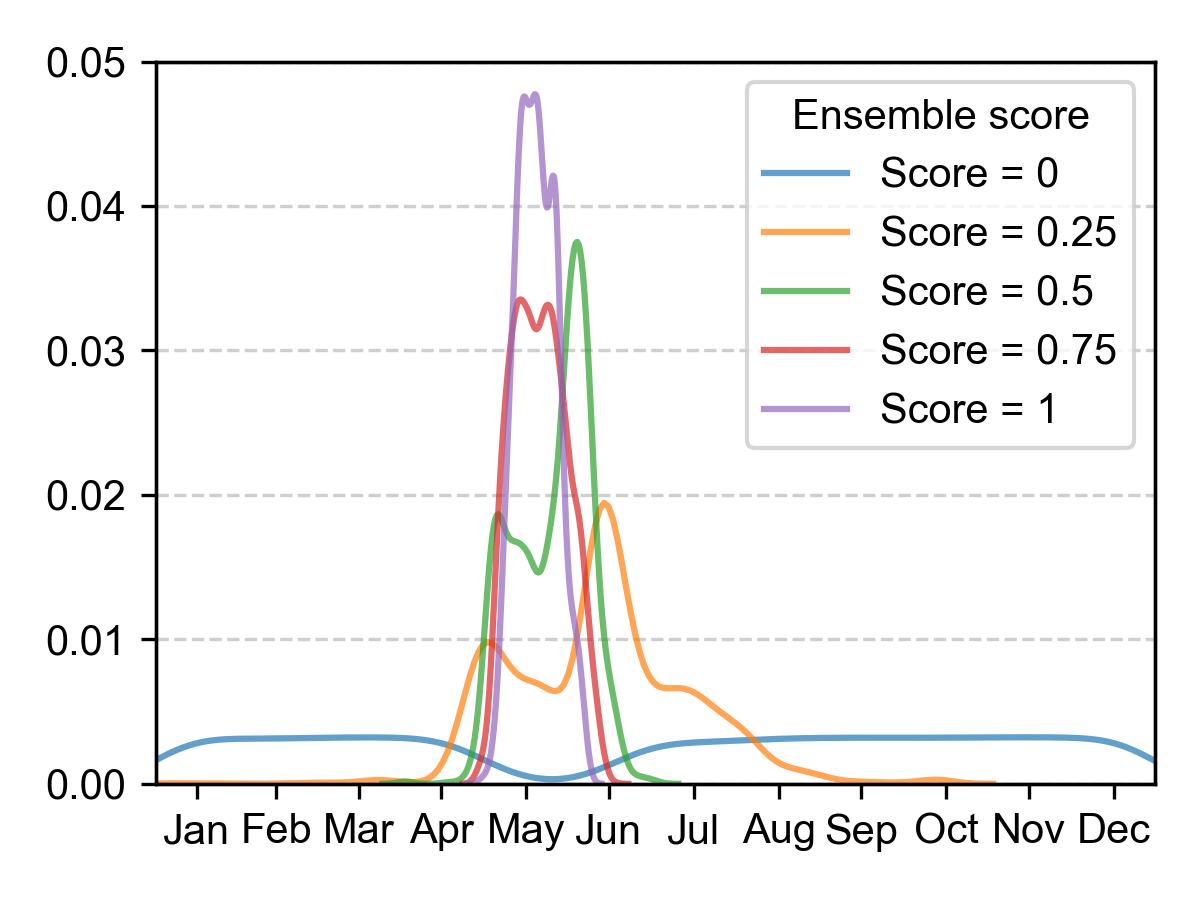 0.05
0.04
0.03
0.02
0.01
0.00
Ensemble score
Score = 0
Score = 0.25
Score = 0.5
Score = 0.75
Score = 1
Jan Feb Mar Apr May Jun Jul Aug Sep Oct Nov Dec